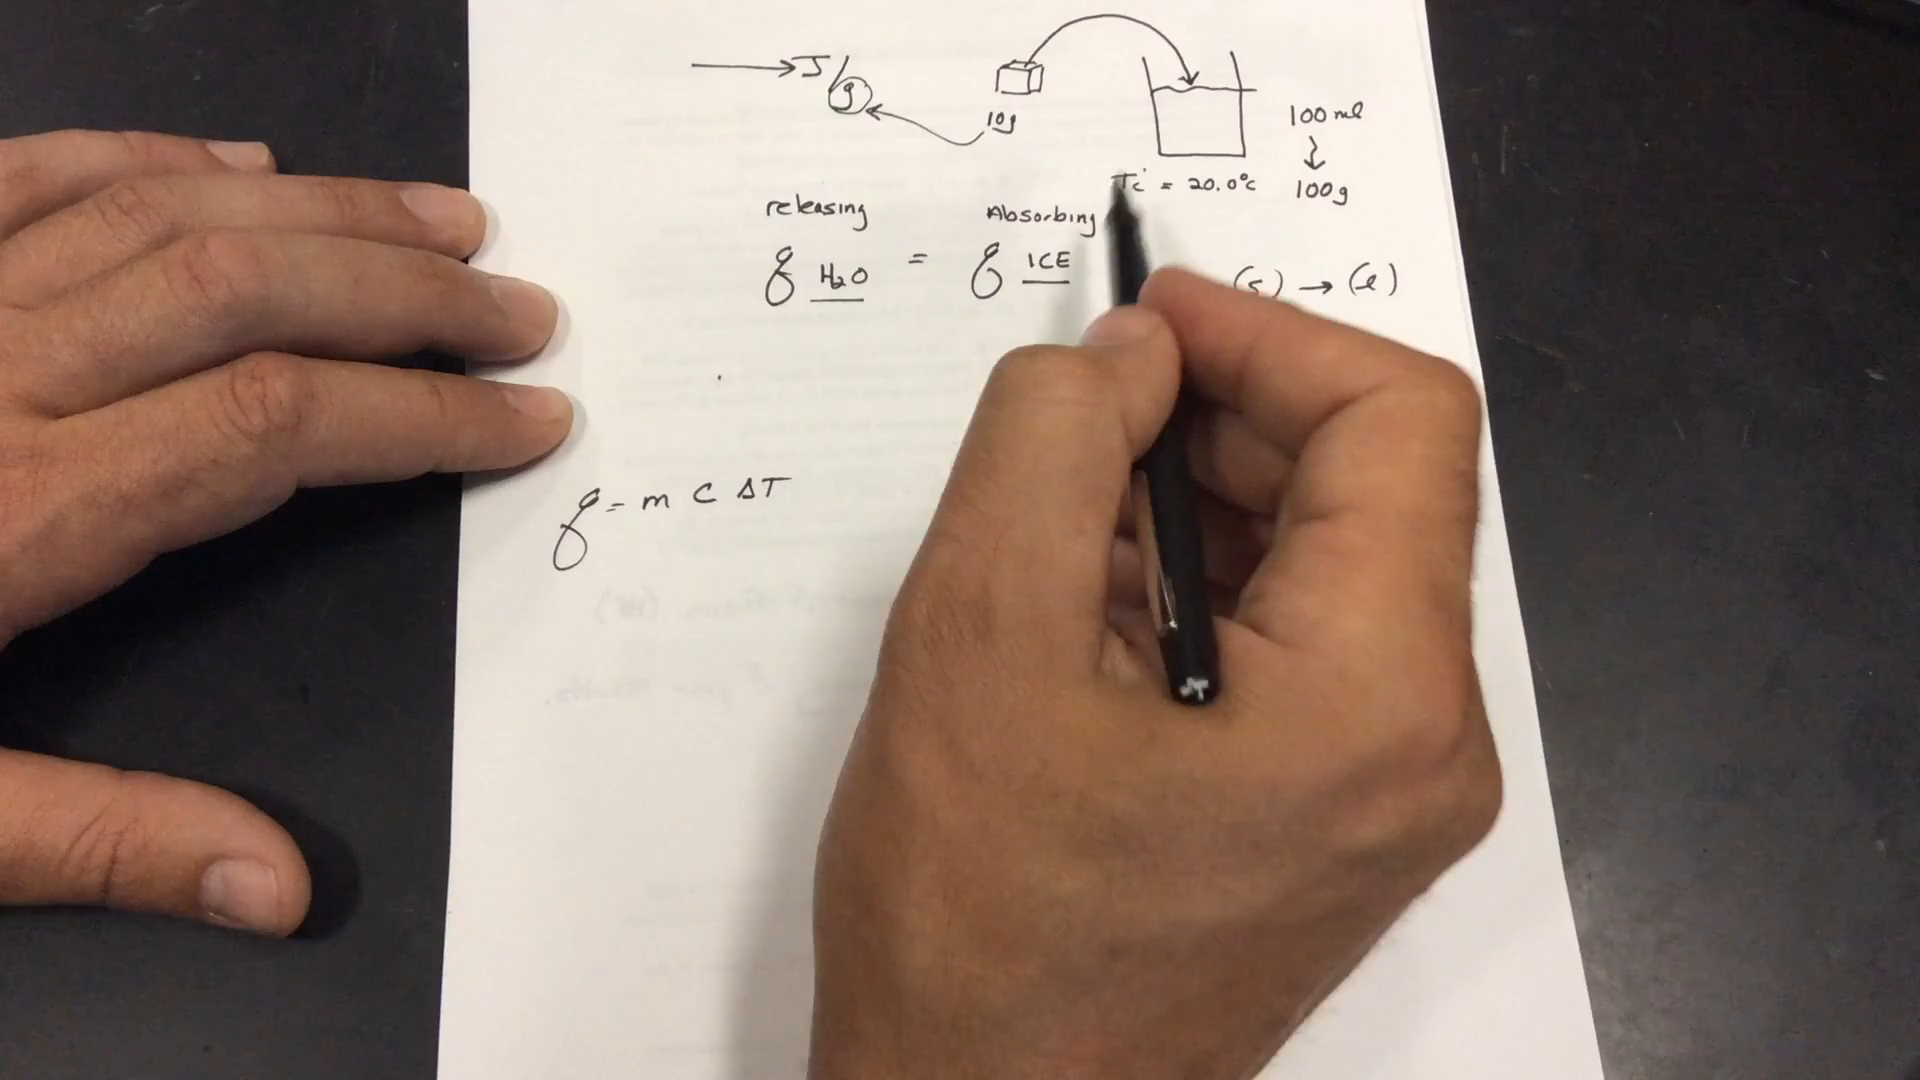 J/g
10g
100 ml
Ti = 20.0°c
100g
releasing
Absorbing
q H2O = q ICE
(s) → (l)
q = m C ΔT